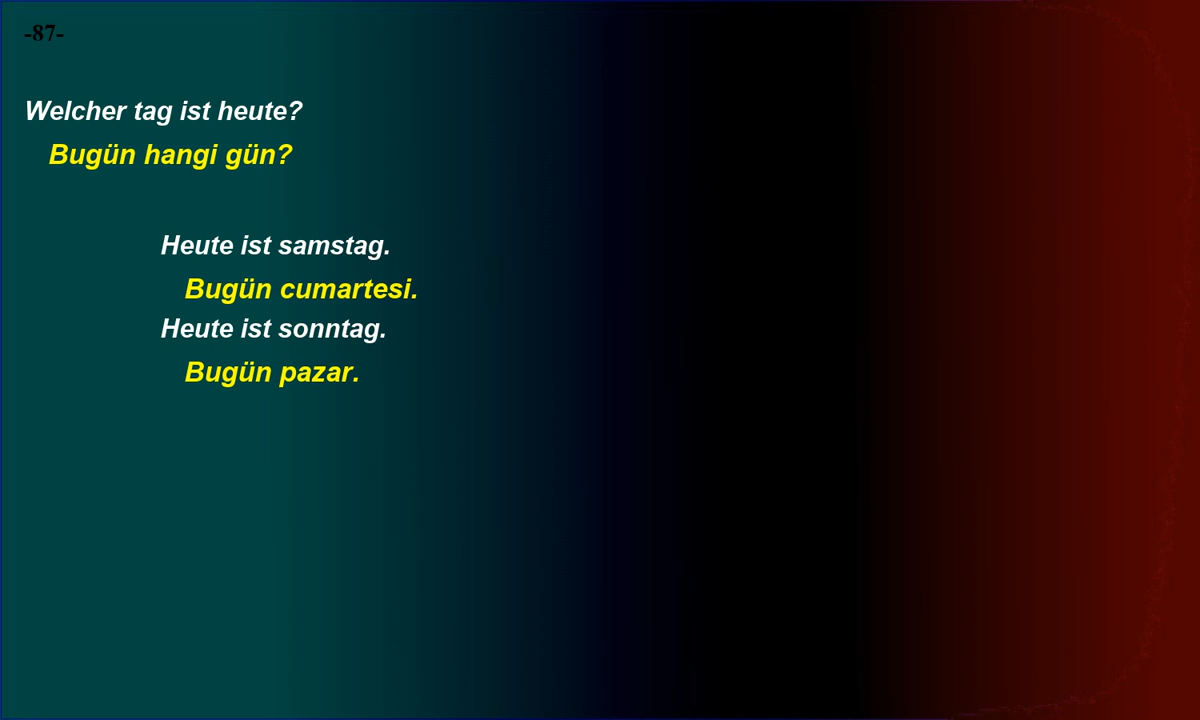 -87-
Welcher tag ist heute?
Bugün hangi gün?
Heute ist samstag.
Bugün cumartesi.
Heute ist sonntag.
Bugün pazar.